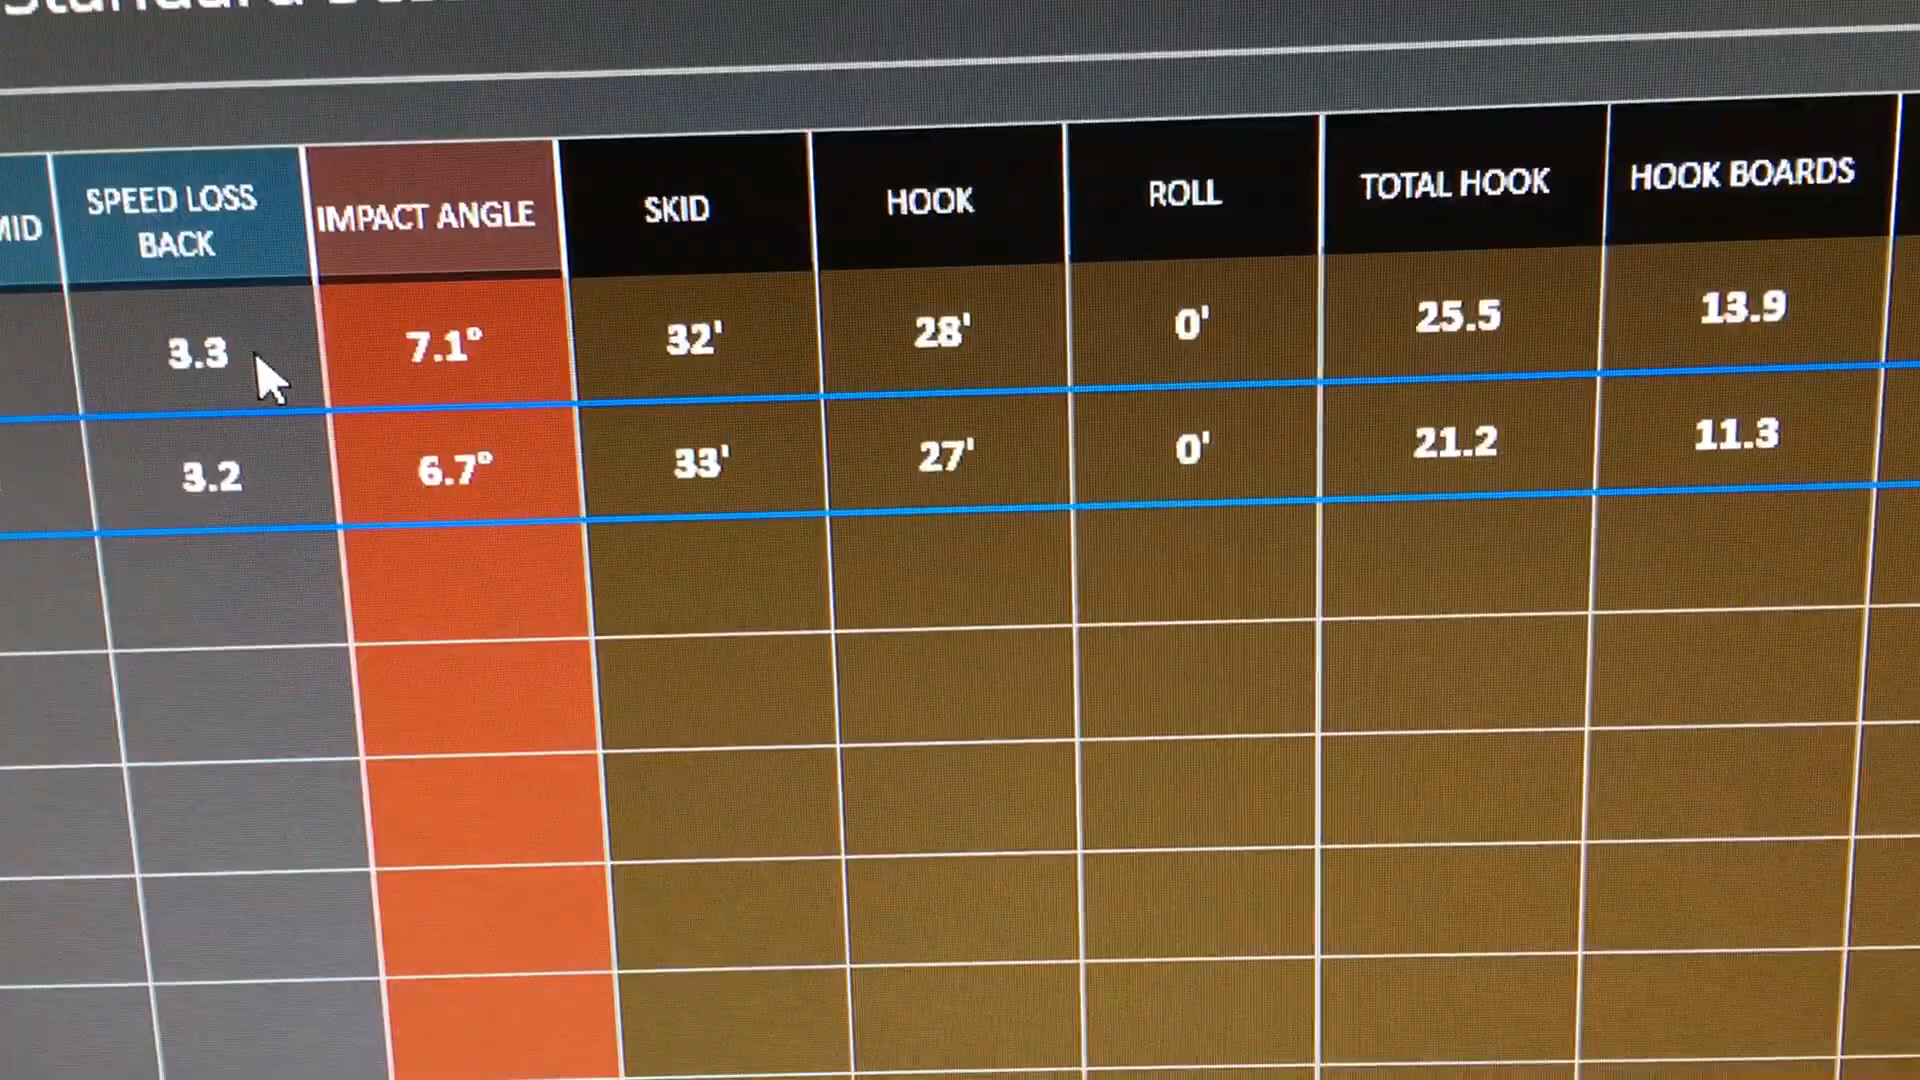 Standard
MID
SPEED LOSS
BACK
IMPACT ANGLE
SKID
HOOK
ROLL
TOTAL HOOK
HOOK BOARDS
3.3
7.1°
32'
28'
0'
25.5
13.9
3.2
6.7°
33'
27'
0'
21.2
11.3